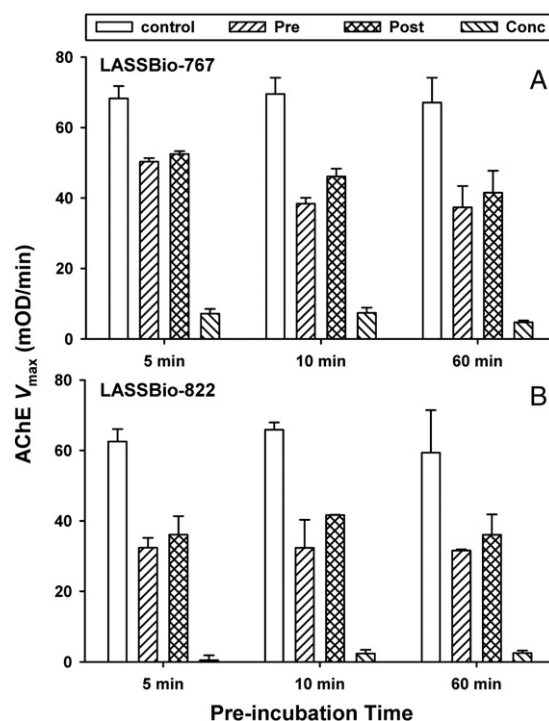 control Pre Post Conc
LASSBio-767 A
80
60
40
20
0
5 min 10 min 60 min
LASSBio-822 B
80
60
40
20
0
5 min 10 min 60 min
AChE Vmax (mOD/min)
Pre-incubation Time